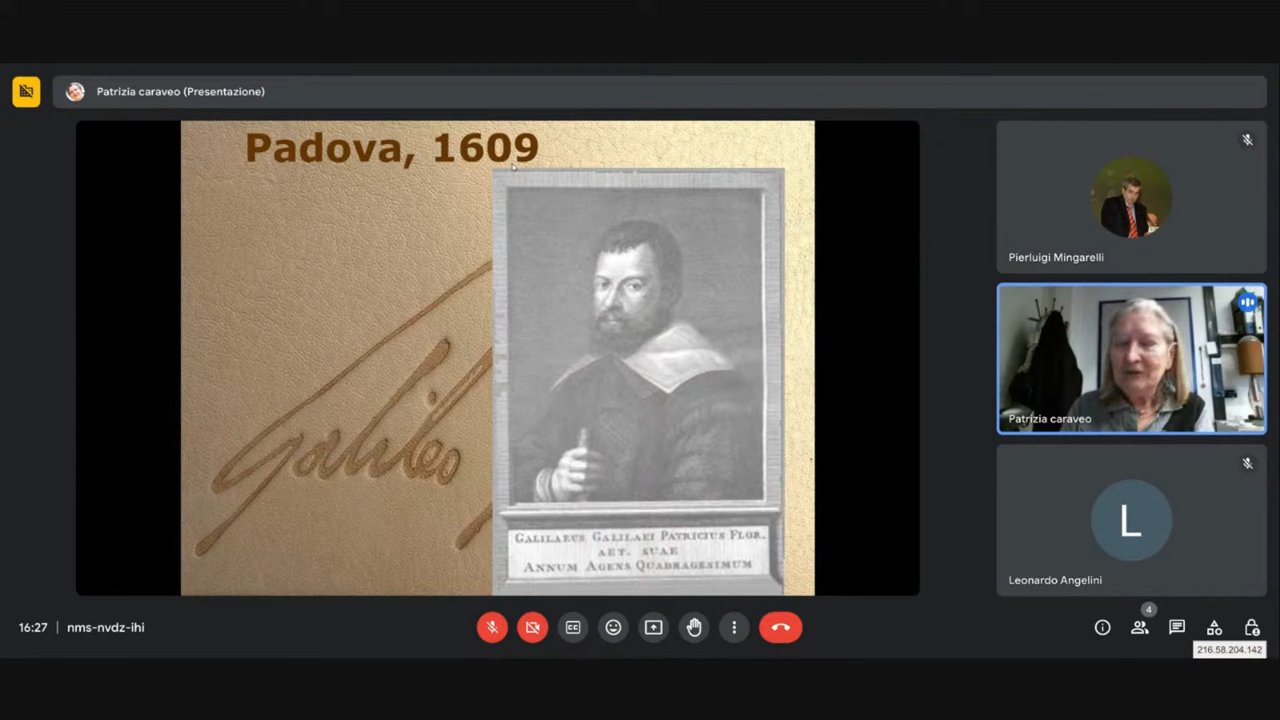 Patrizia caraveo (Presentazione)
Padova, 1609
Galileo
GALILAEUS GALILAEI PATRICIUS FLOR.
AET. SUAE
ANNUM AGENS QUADRAGESIMUM
Pierluigi Mingarelli
Patrizia caraveo
L
Leonardo Angelini
16:27 | nms-nvdz-ihi
CC
4
216.58.204.142